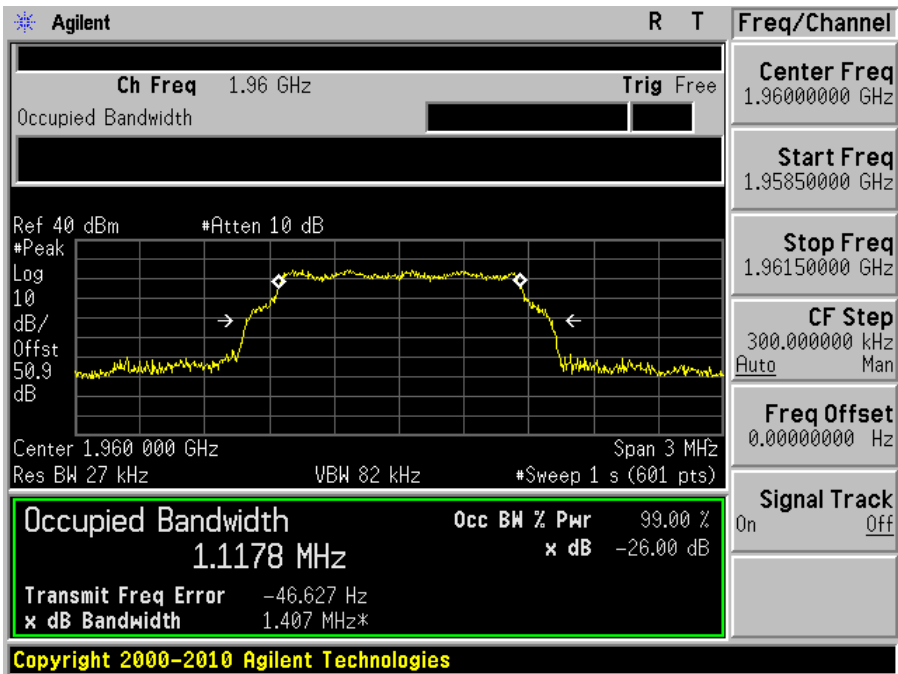 Agilent R T Freq/Channel
Ch Freq 1.96 GHz Trig Free
Occupied Bandwidth
Center Freq
1.96000000 GHz
Start Freq
1.95850000 GHz
Stop Freq
1.96150000 GHz
CF Step
300.000000 kHz
Auto Man
Freq Offset
0.00000000 Hz
Signal Track
On Off
Ref 40 dBm #Atten 10 dB
#Peak
Log
10
dB/
Offst
50.9
dB
Center 1.960 000 GHz Span 3 MHz
Res BW 27 kHz VBW 82 kHz #Sweep 1 s (601 pts)
Occupied Bandwidth Occ BW % Pwr 99.00 %
1.1178 MHz x dB -26.00 dB
Transmit Freq Error -46.627 Hz
x dB Bandwidth 1.407 MHz*
Copyright 2000-2010 Agilent Technologies